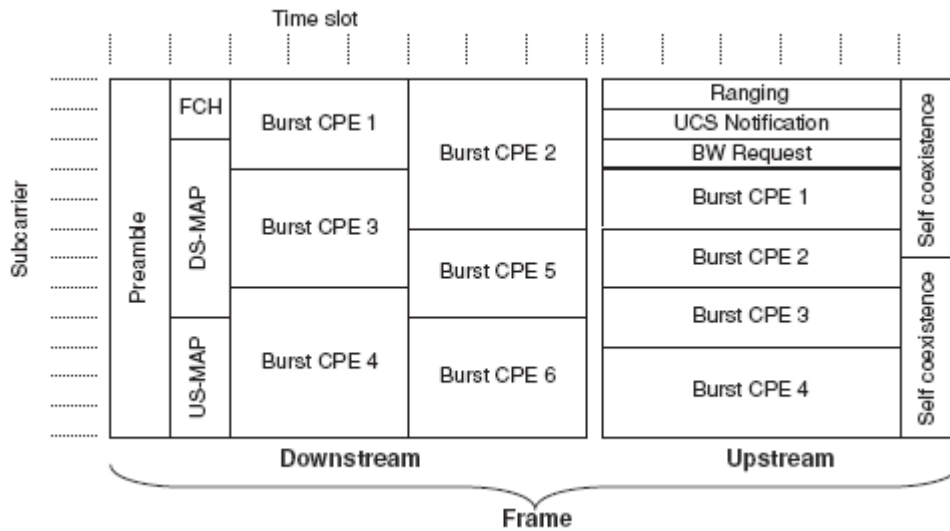 Time slot
Subcarrier
Preamble
FCH
DS-MAP
US-MAP
Burst CPE 1
Burst CPE 3
Burst CPE 4
Burst CPE 2
Burst CPE 5
Burst CPE 6
Ranging
UCS Notification
BW Request
Burst CPE 1
Burst CPE 2
Burst CPE 3
Burst CPE 4
Self coexistence
Self coexistence
Downstream
Upstream
Frame